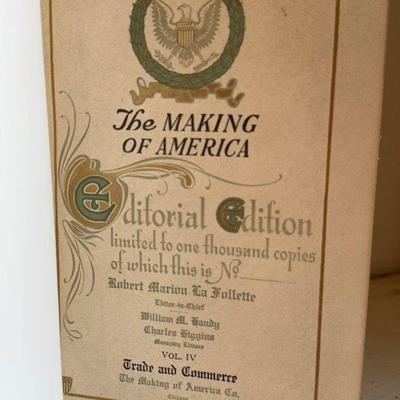 The MAKING
OF AMERICA
Editorial Edition
limited to one thousand copies
of which this is No
Robert Marion La Follette
Editor-in-Chief
William M. Handy
Charles Higgins
Managing Editors
VOL. IV
Trade and Commerce
The Making of America Co.
Chicago